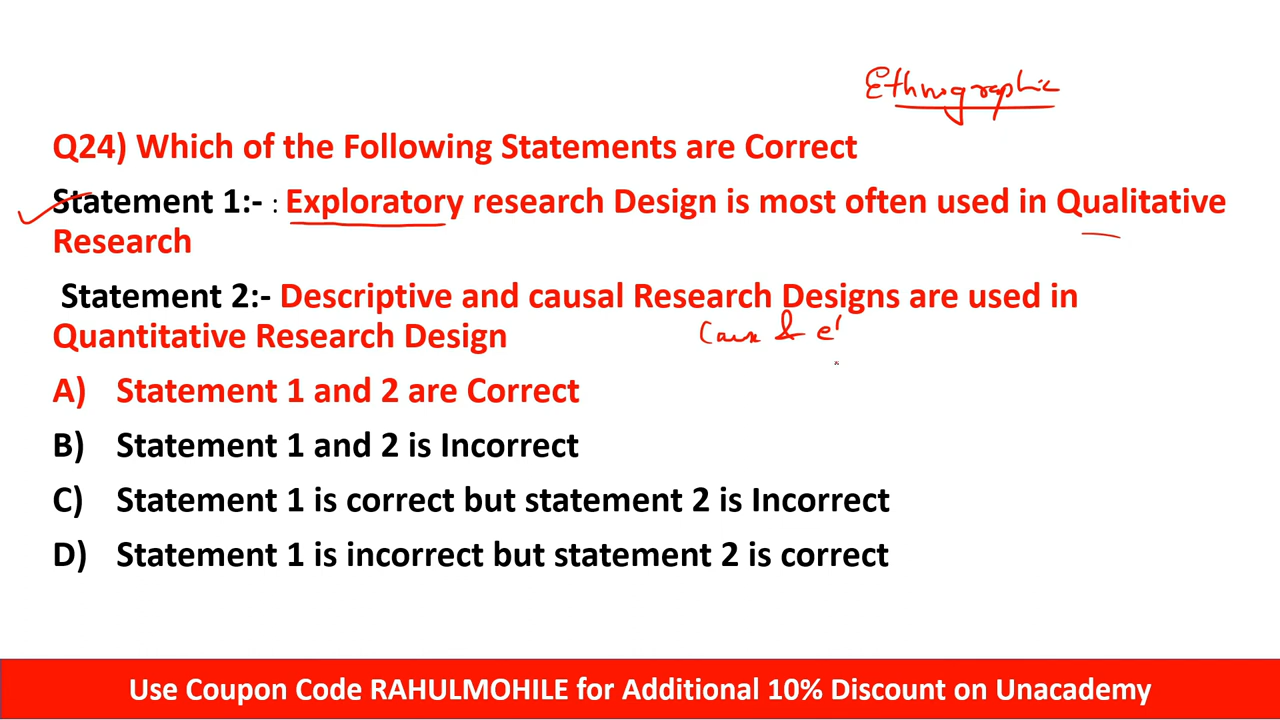 Ethnographic
Q24) Which of the Following Statements are Correct
Statement 1:- : Exploratory research Design is most often used in Qualitative
Research
Statement 2:- Descriptive and causal Research Designs are used in
Quantitative Research Design
&
A) Statement 1 and 2 are Correct
B) Statement 1 and 2 is Incorrect
C) Statement 1 is correct but statement 2 is Incorrect
D) Statement 1 is incorrect but statement 2 is correct
Use Coupon Code RAHULMOHILE for Additional 10% Discount on Unacademy